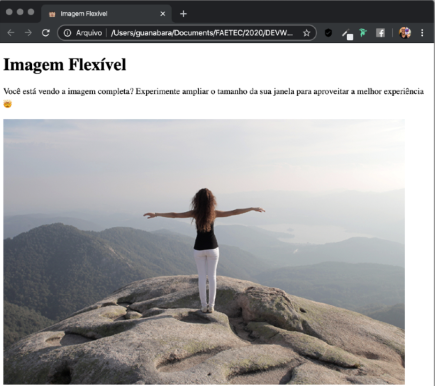 Imagem Flexível
Arquivo | /Users/guanabara/Documents/FAETEC/2020/DEVW...
Imagem Flexível
Você está vendo a imagem completa? Experimente ampliar o tamanho da sua janela para aproveitar a melhor experiência